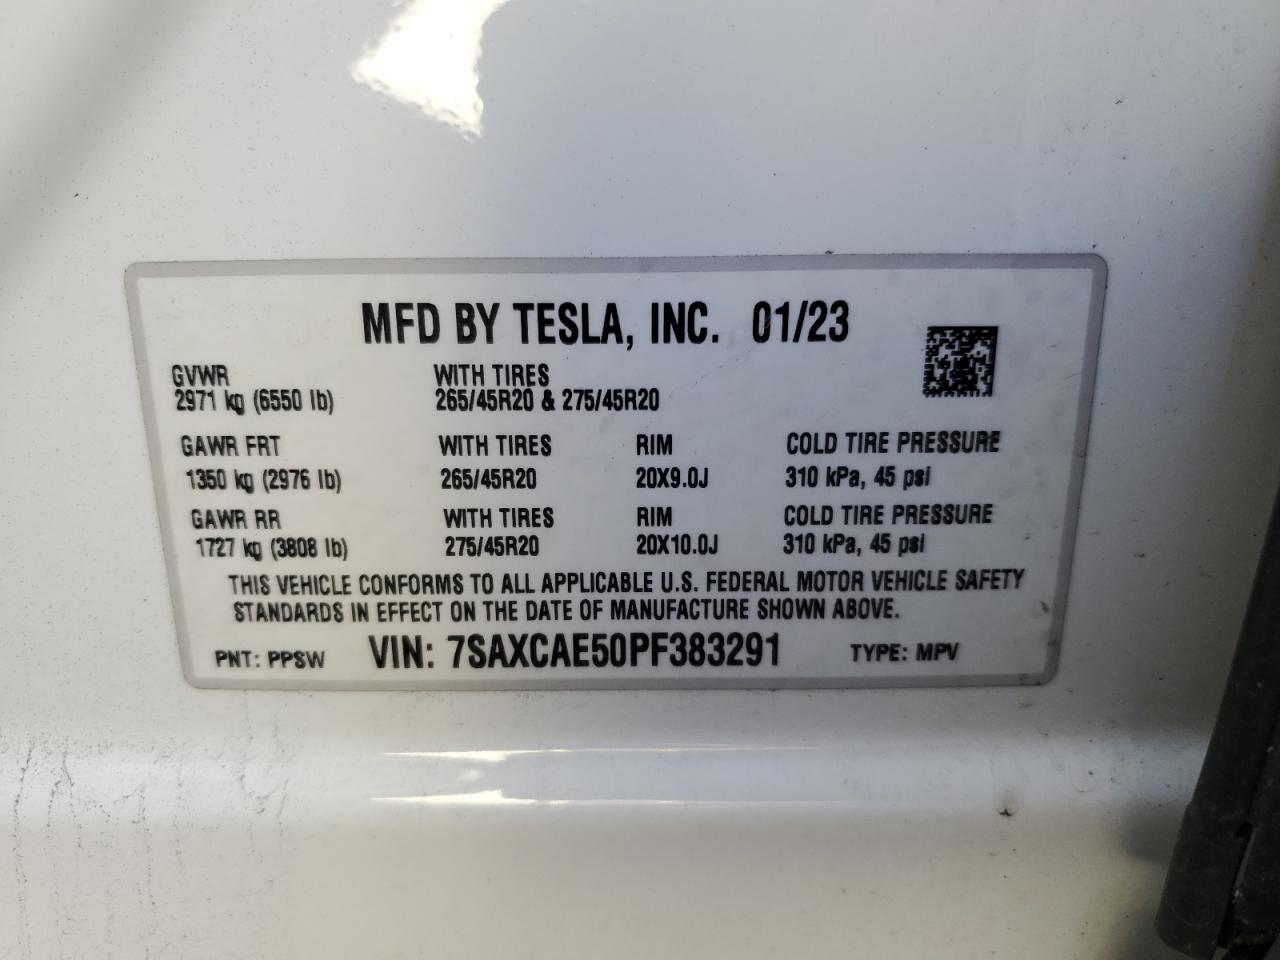 MFD BY TESLA, INC. 01/23
GVWR WITH TIRES
2971 kg (6550 lb) 265/45R20 & 275/45R20
GAWR FRT WITH TIRES RIM COLD TIRE PRESSURE
1350 kg (2976 lb) 265/45R20 20X9.0J 310 kPa, 45 psi
GAWR RR WITH TIRES RIM COLD TIRE PRESSURE
1727 kg (3808 lb) 275/45R20 20X10.0J 310 kPa, 45 psi
THIS VEHICLE CONFORMS TO ALL APPLICABLE U.S. FEDERAL MOTOR VEHICLE SAFETY
STANDARDS IN EFFECT ON THE DATE OF MANUFACTURE SHOWN ABOVE.
PNT: PPSW VIN: 7SAXCAE50PF383291 TYPE: MPV